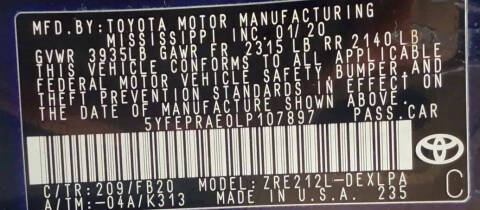 MFD. BY: TOYOTA MOTOR MANUFACTURING
MISSISSIPPI INC. 01/20
GVWR 3935LB GAWR FR 2315 LB RR 2140 LB
THIS VEHICLE CONFORMS TO ALL APPLICABLE
FEDERAL MOTOR VEHICLE SAFETY, BUMPER AND
THEFT PREVENTION STANDARDS IN EFFECT ON
THE DATE OF MANUFACTURE SHOWN ABOVE.
5YFEPRAE0LP107897 PASS. CAR
C/TR: 209/FB20 MODEL: ZRE212L-DEXLPA
A/TM: -04A/K313 MADE IN U.S.A. 235 C